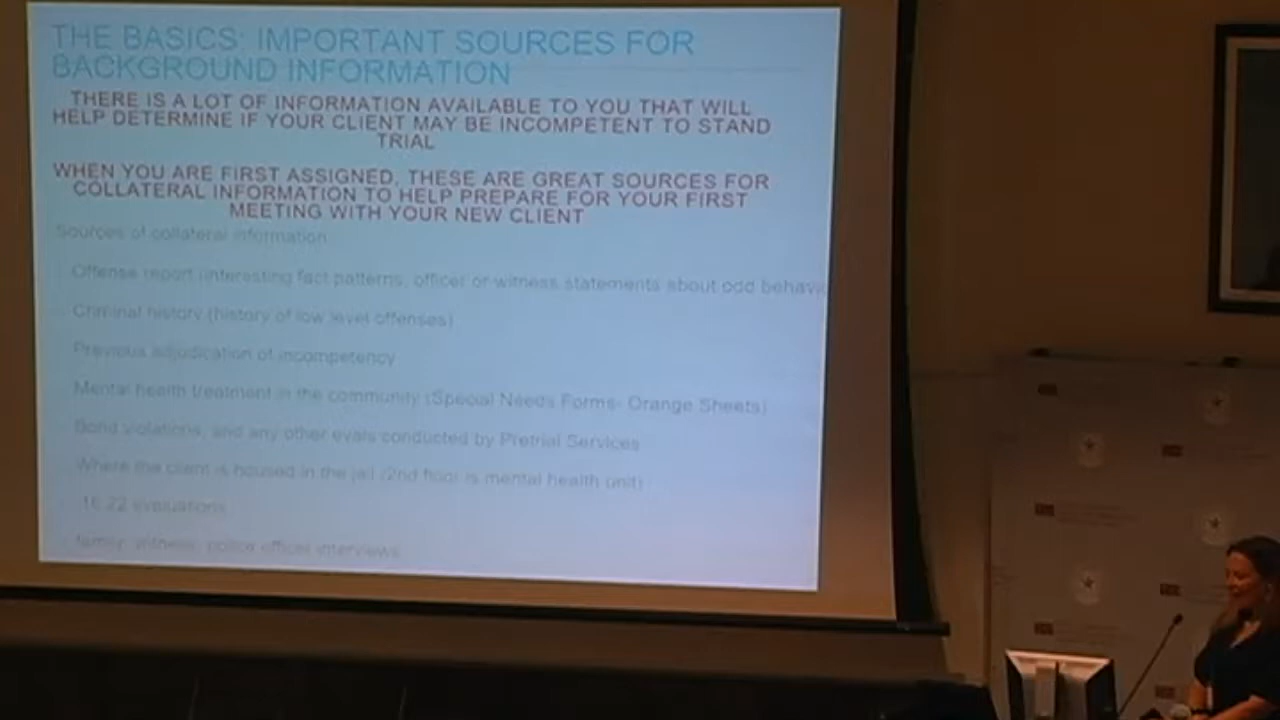 THE BASICS: IMPORTANT SOURCES FOR
BACKGROUND INFORMATION
THERE IS A LOT OF INFORMATION AVAILABLE TO YOU THAT WILL
HELP DETERMINE IF YOUR CLIENT MAY BE INCOMPETENT TO STAND
TRIAL
WHEN YOU ARE FIRST ASSIGNED, THESE ARE GREAT SOURCES FOR
COLLATERAL INFORMATION TO HELP PREPARE FOR YOUR FIRST
MEETING WITH YOUR NEW CLIENT
Sources of collateral information
Offense report (interesting fact patterns, officer or witness statements about odd behavio
Criminal history (history of low level offenses)
Previous adjudication of incompetency
Mental health treatment in the community (Special Needs Forms- Orange Sheets)
Bond violations, and any other evals conducted by Pretrial Services
Where the client is housed in the jail (2nd floor is mental health unit)
16.22 evaluations
family, witness, police officer interviews